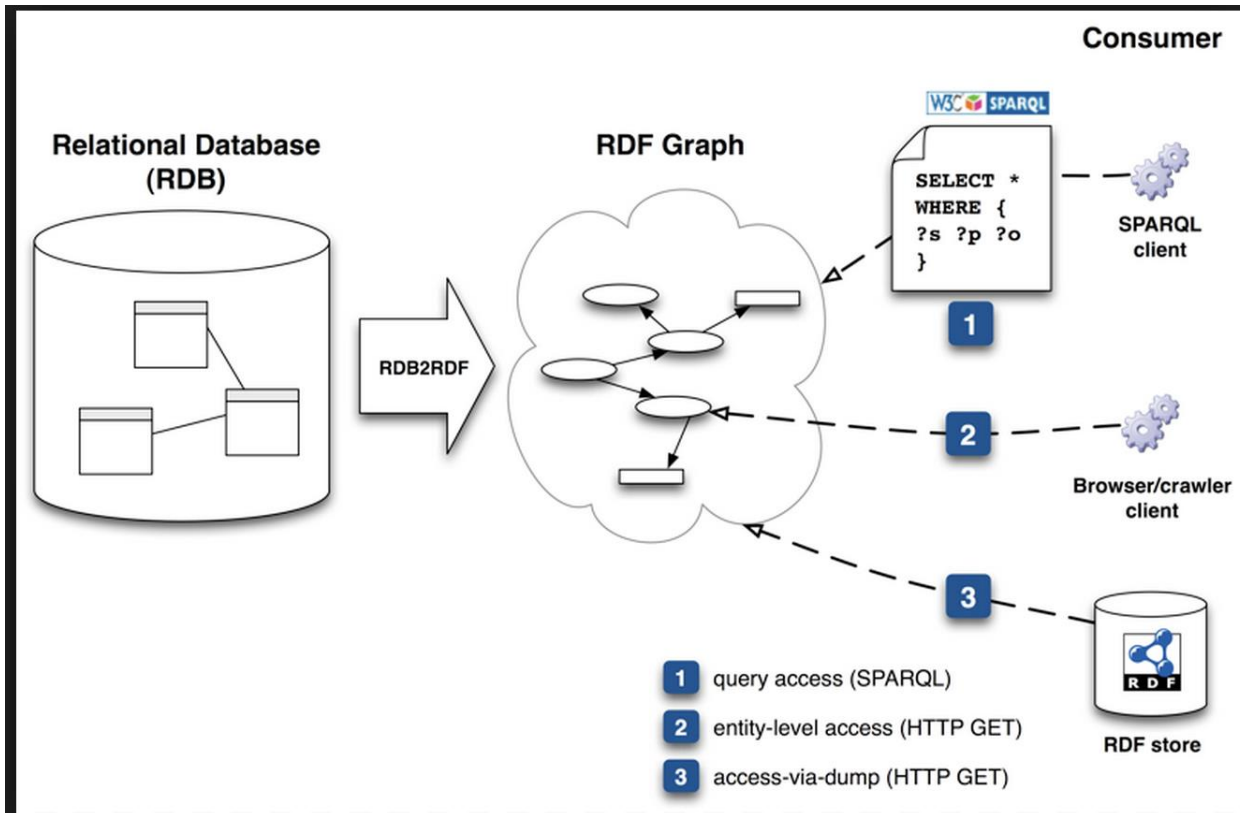 Consumer
Relational Database
(RDB)
RDF Graph
W3C SPARQL
SELECT *
WHERE {
?s ?p ?o
}
SPARQL
client
1
RDB2RDF
2
Browser/crawler
client
3
RDF
RDF store
1 query access (SPARQL)
2 entity-level access (HTTP GET)
3 access-via-dump (HTTP GET)